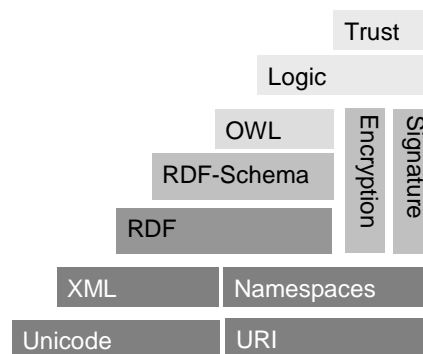 Trust
Logic
OWL
Encryption
Signature
RDF-Schema
RDF
XML
Namespaces
Unicode
URI